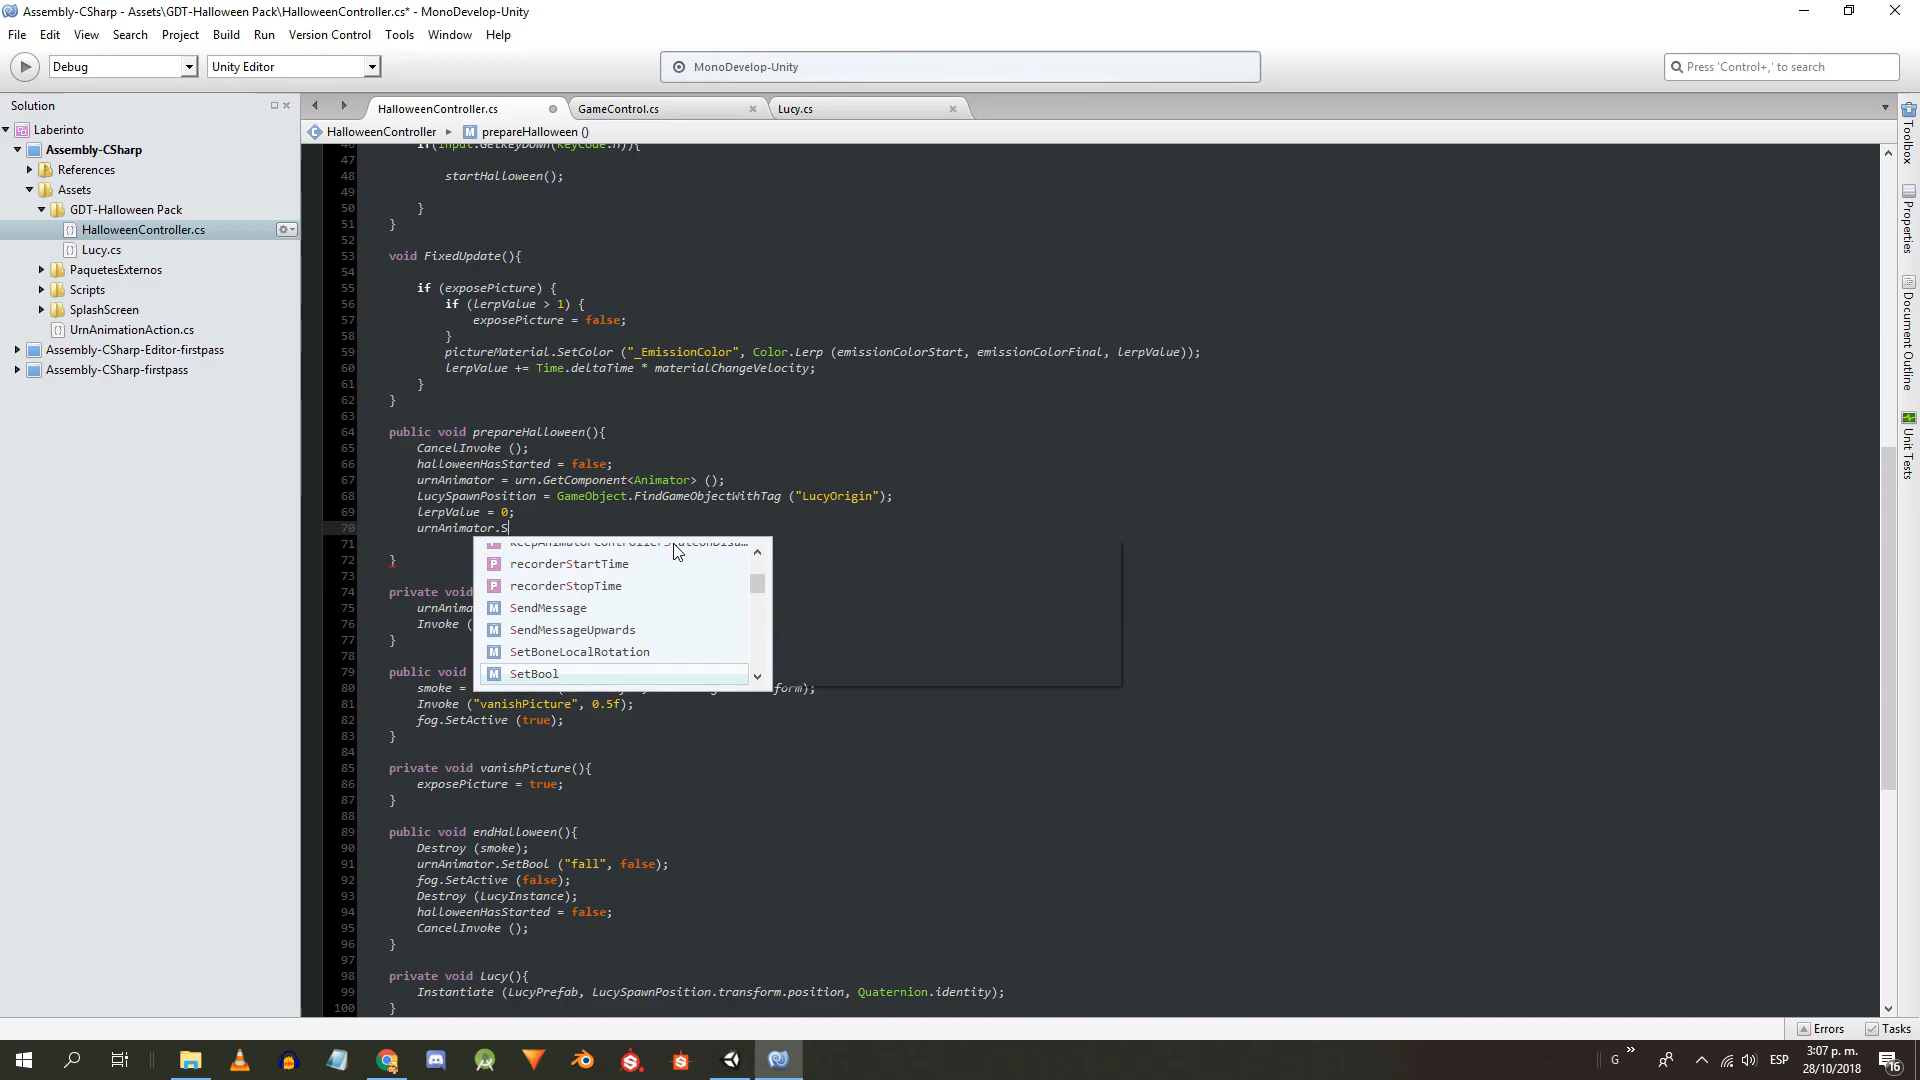 Assembly-CSharp - Assets\GDT-Halloween Pack\HalloweenController.cs* - MonoDevelop-Unity
File Edit View Search Project Build Run Version Control Tools Window Help
Debug Unity Editor MonoDevelop-Unity Press 'Control+,' to search
Solution
Laberinto
Assembly-CSharp
References
Assets
GDT-Halloween Pack
HalloweenController.cs
Lucy.cs
PaquetesExternos
Scripts
SplashScreen
UrnAnimationAction.cs
Assembly-CSharp-Editor-firstpass
Assembly-CSharp-firstpass
HalloweenController.cs GameControl.cs Lucy.cs
HalloweenController prepareHalloween ()
46 if(Input.GetKeyDown(KeyCode.H)){
47
48 startHalloween();
49
50 }
51 }
52
53 void FixedUpdate(){
54
55 if (exposePicture) {
56 if (lerpValue > 1) {
57 exposePicture = false;
58 }
59 pictureMaterial.SetColor ("_EmissionColor", Color.Lerp (emissionColorStart, emissionColorFinal, lerpValue));
60 lerpValue += Time.deltaTime * materialChangeVelocity;
61 }
62 }
63
64 public void prepareHalloween(){
65 CancelInvoke ();
66 halloweenHasStarted = false;
67 urnAnimator = urn.GetComponent<Animator> ();
68 LucySpawnPosition = GameObject.FindGameObjectWithTag ("LucyOrigin");
69 lerpValue = 0;
70 urnAnimator.S
71
72 }
73
74 private void
75 urnAnima
76 Invoke (
77 }
78
79 public void
80 smoke = form);
81 Invoke ("vanishPicture", 0.5f);
82 fog.SetActive (true);
83 }
84
85 private void vanishPicture(){
86 exposePicture = true;
87 }
88
89 public void endHalloween(){
90 Destroy (smoke);
91 urnAnimator.SetBool ("fall", false);
92 fog.SetActive (false);
93 Destroy (LucyInstance);
94 halloweenHasStarted = false;
95 CancelInvoke ();
96 }
97
98 private void Lucy(){
99 Instantiate (LucyPrefab, LucySpawnPosition.transform.position, Quaternion.identity);
100 }
P recorderStartTime
P recorderStopTime
M SendMessage
M SendMessageUpwards
M SetBoneLocalRotation
M SetBool
Toolbox
Properties
Document Outline
Unit Tests
Errors Tasks
G » ESP 3:07 p. m.
28/10/2018 16